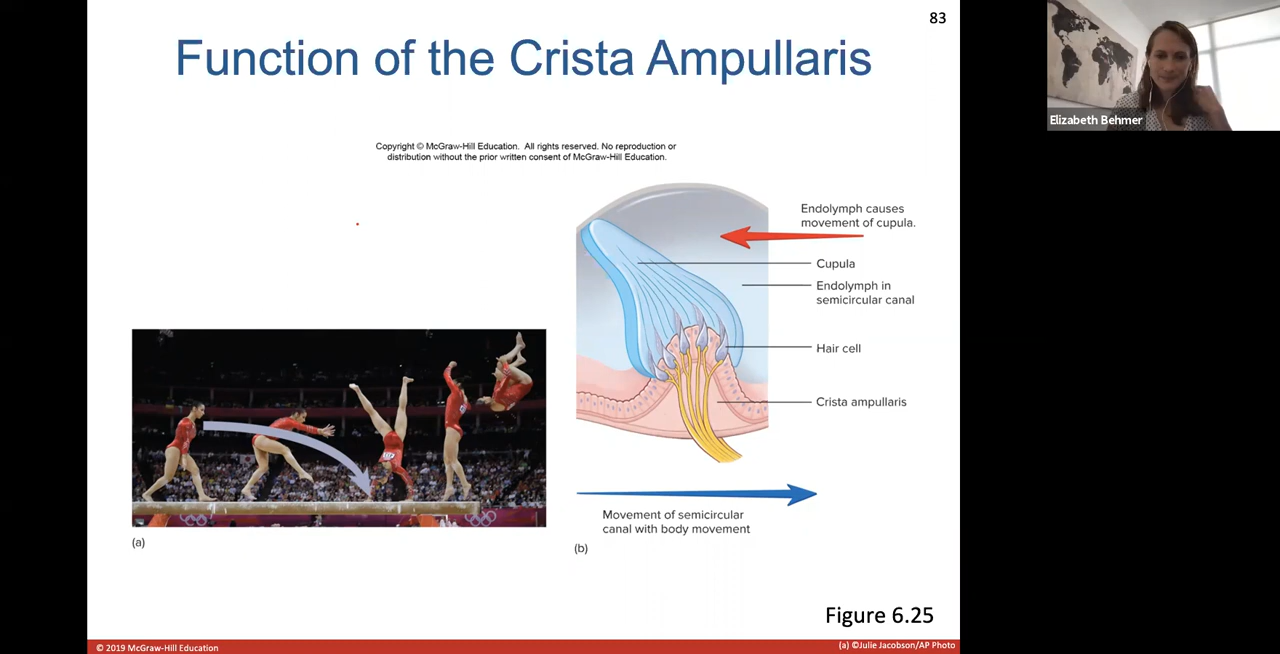 83
Function of the Crista Ampullaris
Elizabeth Behmer
Copyright © McGraw-Hill Education. All rights reserved. No reproduction or
distribution without the prior written consent of McGraw-Hill Education.
Endolymph causes
movement of cupula.
Cupula
Endolymph in
semicircular canal
Hair cell
Crista ampullaris
Movement of semicircular
canal with body movement
(a)
(b)
Figure 6.25
© 2019 McGraw-Hill Education
(a) ©Julie Jacobson/AP Photo